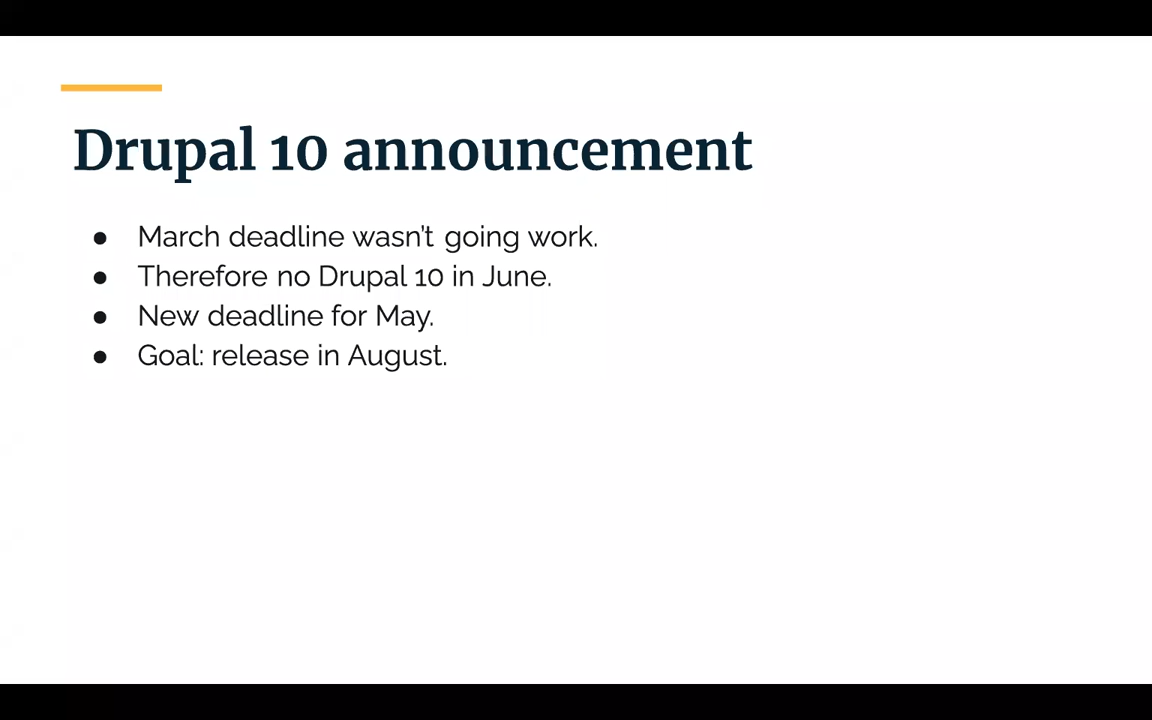 Drupal 10 announcement
● March deadline wasn't going work.
● Therefore no Drupal 10 in June.
● New deadline for May.
● Goal: release in August.